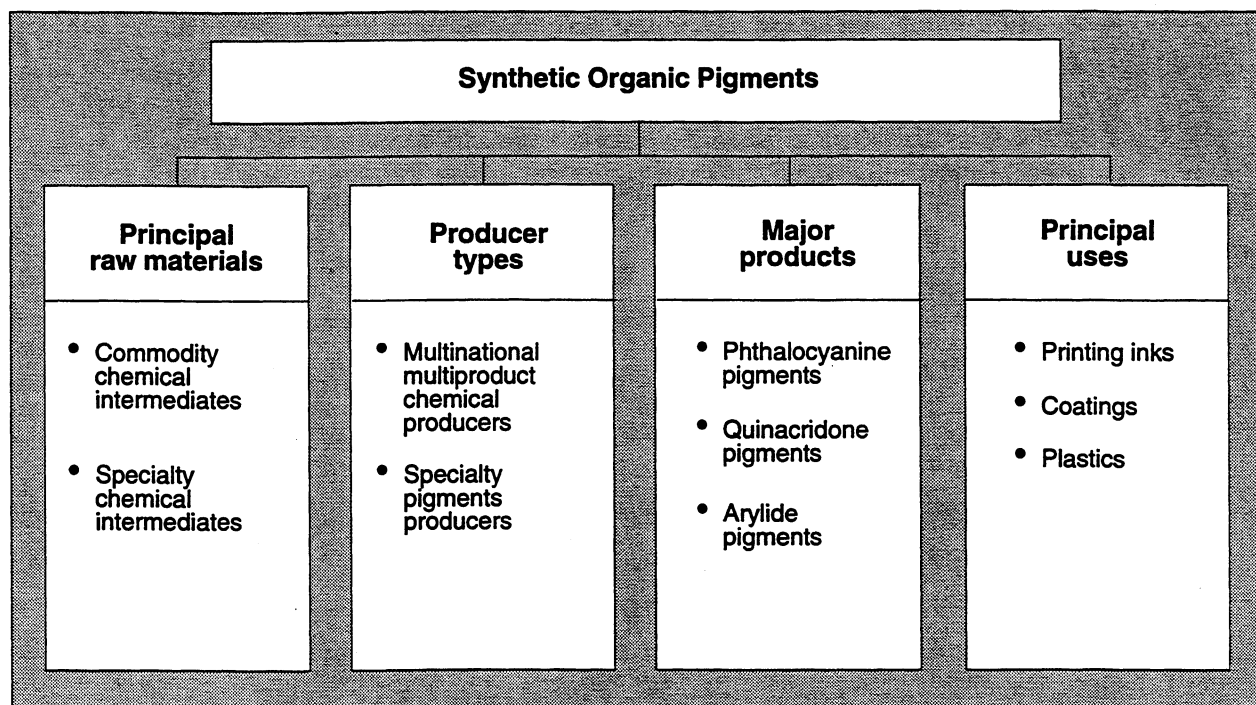 Synthetic Organic Pigments
Principal
raw materials
• Commodity
chemical
intermediates
• Specialty
chemical
intermediates
Producer
types
• Multinational
multiproduct
chemical
producers
• Specialty
pigments
producers
Major
products
• Phthalocyanine
pigments
• Quinacridone
pigments
• Arylide
pigments
Principal
uses
• Printing inks
• Coatings
• Plastics